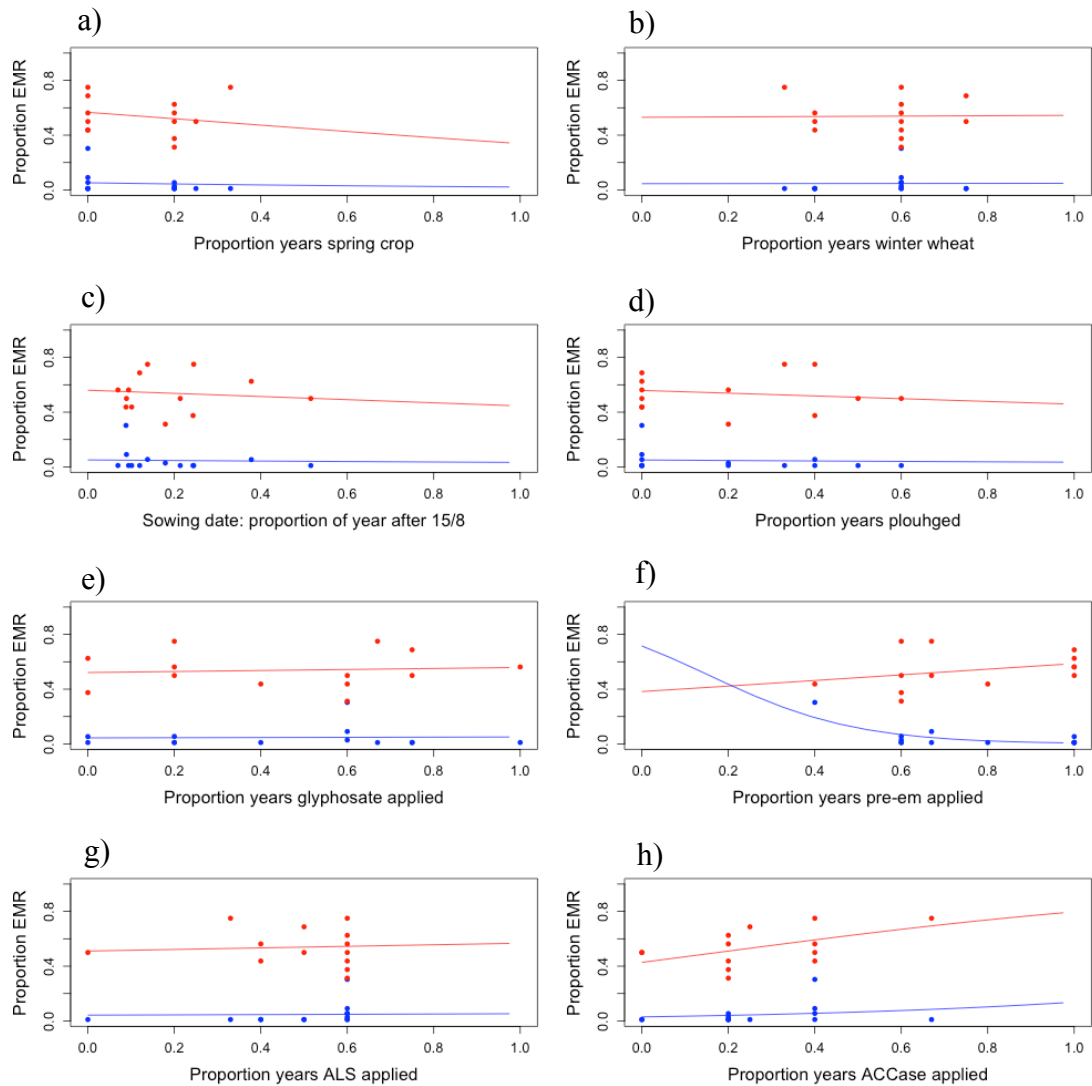 a)
Proportion EMR
0.8
0.4
0.0
0.0 0.2 0.4 0.6 0.8 1.0
Proportion years spring crop
b)
Proportion EMR
0.8
0.4
0.0
0.0 0.2 0.4 0.6 0.8 1.0
Proportion years winter wheat
c)
Proportion EMR
0.8
0.4
0.0
0.0 0.2 0.4 0.6 0.8 1.0
Sowing date: proportion of year after 15/8
d)
Proportion EMR
0.8
0.4
0.0
0.0 0.2 0.4 0.6 0.8 1.0
Proportion years plouhged
e)
Proportion EMR
0.8
0.4
0.0
0.0 0.2 0.4 0.6 0.8 1.0
Proportion years glyphosate applied
f)
Proportion EMR
0.8
0.4
0.0
0.0 0.2 0.4 0.6 0.8 1.0
Proportion years pre-em applied
g)
Proportion EMR
0.8
0.4
0.0
0.0 0.2 0.4 0.6 0.8 1.0
Proportion years ALS applied
h)
Proportion EMR
0.8
0.4
0.0
0.0 0.2 0.4 0.6 0.8 1.0
Proportion years ACCase applied